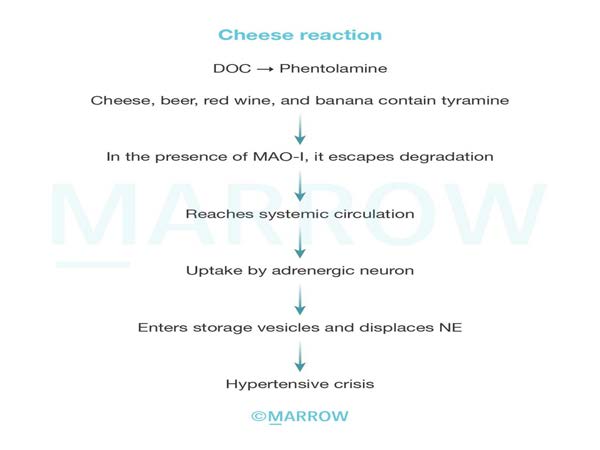 Cheese reaction
DOC → Phentolamine
Cheese, beer, red wine, and banana contain tyramine
In the presence of MAO-I, it escapes degradation
MARROW
Reaches systemic circulation
Uptake by adrenergic neuron
Enters storage vesicles and displaces NE
Hypertensive crisis
©MARROW